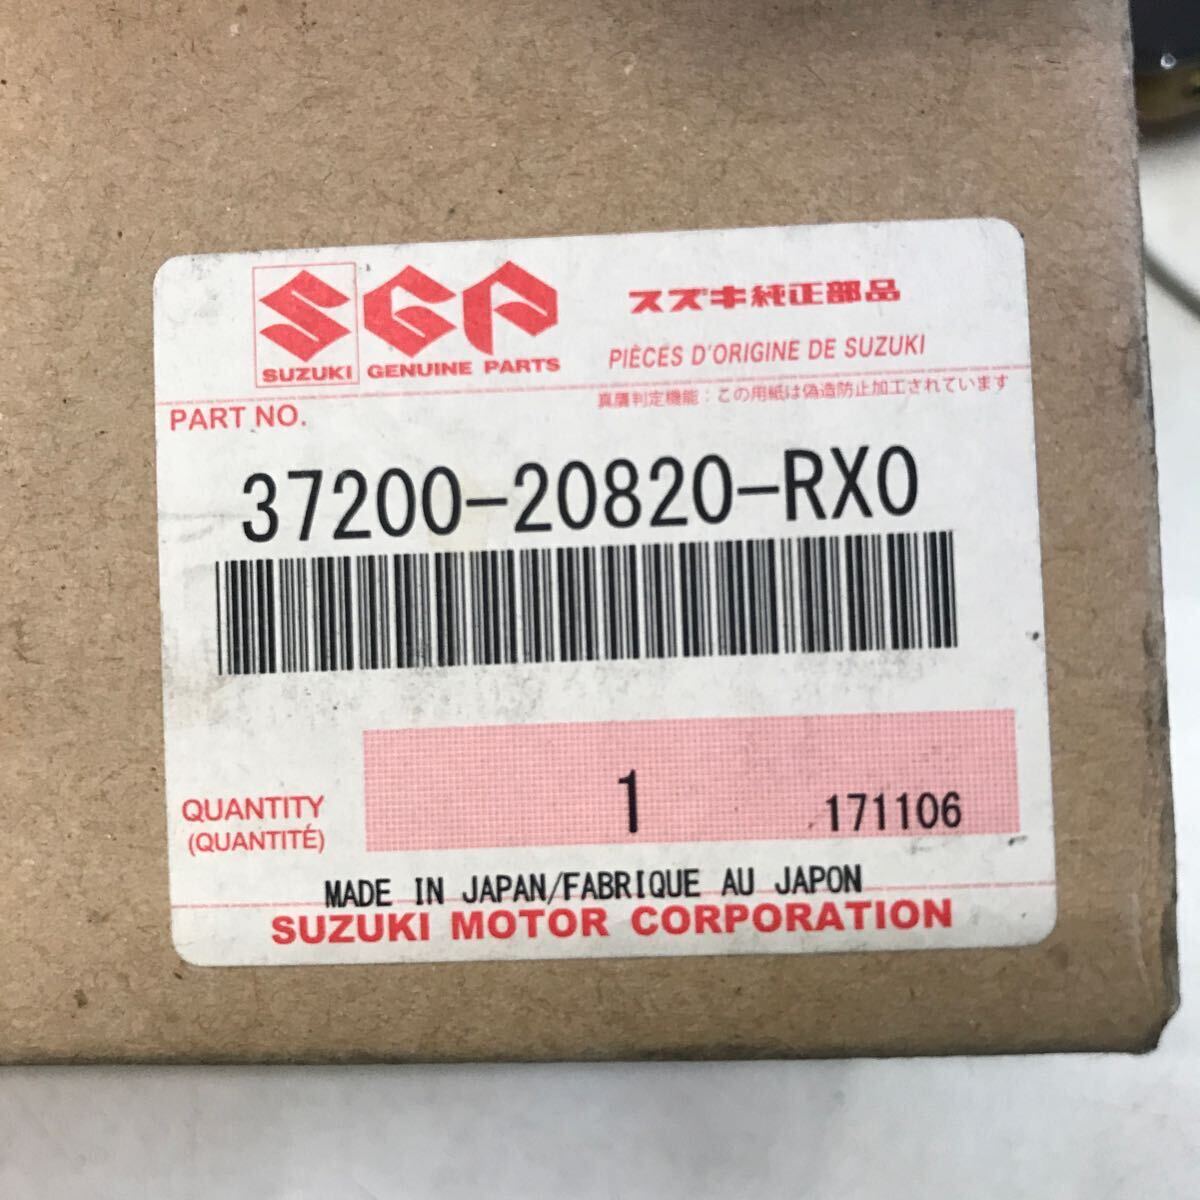 SGP
SUZUKI GENUINE PARTS
スズキ純正部品
PIÈCES D'ORIGINE DE SUZUKI
真贋判定機能：この用紙は偽造防止加工されています
PART NO.
37200-20820-RX0
QUANTITY
(QUANTITÉ)
1
171106
MADE IN JAPAN/FABRIQUE AU JAPON
SUZUKI MOTOR CORPORATION